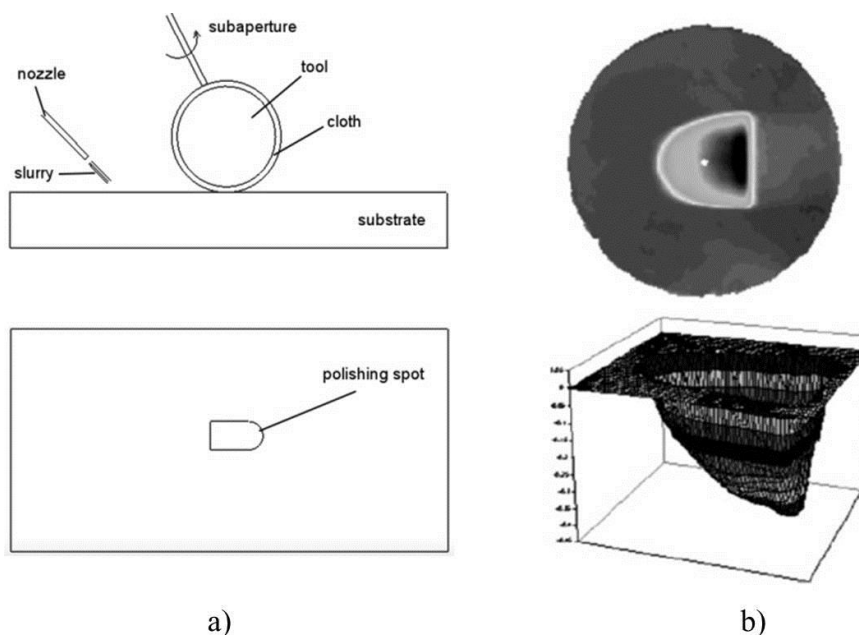 subaperture
nozzle
tool
cloth
slurry
substrate
polishing spot
a)
b)